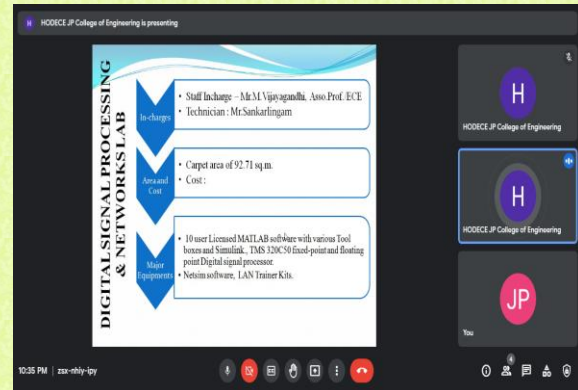 H HODECE JP College of Engineering is presenting
DIGITAL SIGNAL PROCESSING
& NETWORKS LAB
In-charges
• Staff Incharge – Mr.M.Vijayagandhi, Asso.Prof./ECE
• Technician : Mr.Sankarlingam
Area and
Cost
• Carpet area of 92.71 sq.m.
• Cost :
Major
Equipments
• 10 user Licensed MATLAB software with various Tool
boxes and Simulink., TMS 320C50 fixed-point and floating
point Digital signal processor.
• Netsim software, LAN Trainer Kits.
H
HODECE JP College of Engineering
H
HODECE JP College of Engineering
JP
You
10:35 PM | zsx-nhiy-ipy
4